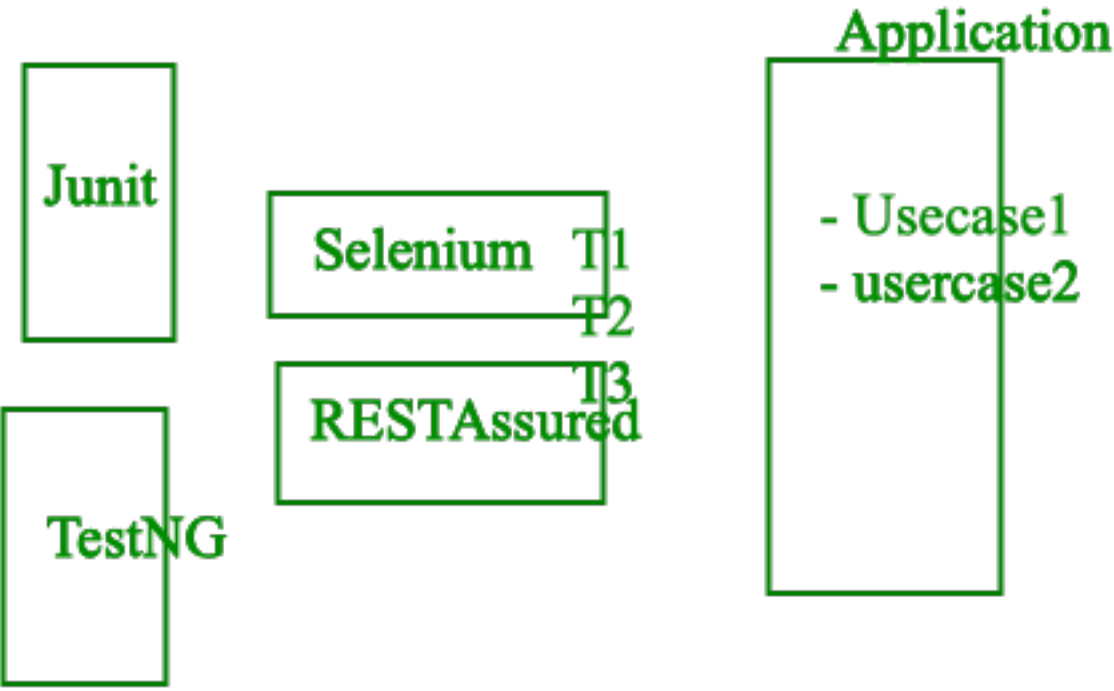 Application
Junit
Selenium
T1
T2
T3
RESTAssured
TestNG
- Usecase1
- usercase2